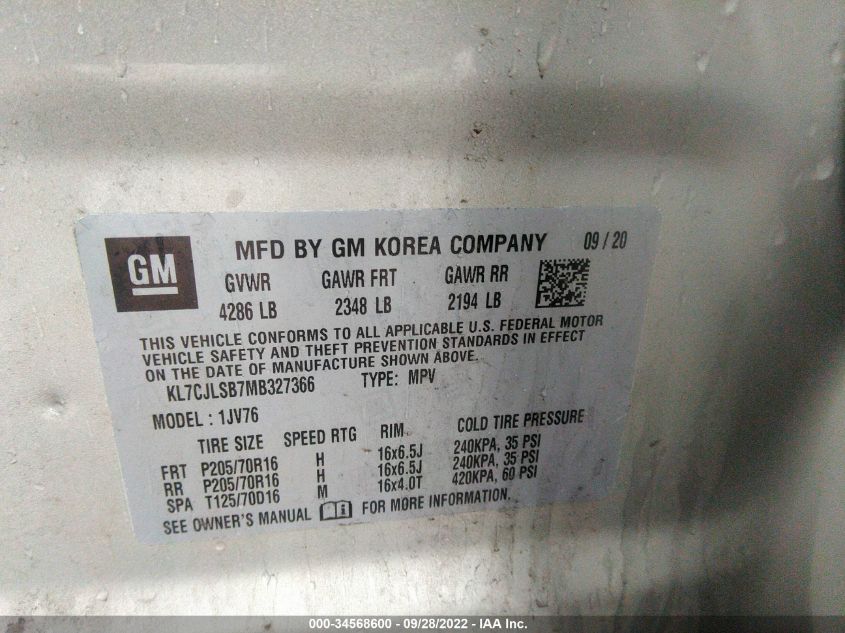 GM
MFD BY GM KOREA COMPANY 09 / 20
GVWR GAWR FRT GAWR RR
4286 LB 2348 LB 2194 LB
THIS VEHICLE CONFORMS TO ALL APPLICABLE U.S. FEDERAL MOTOR
VEHICLE SAFETY AND THEFT PREVENTION STANDARDS IN EFFECT
ON THE DATE OF MANUFACTURE SHOWN ABOVE.
KL7CJLSB7MB327366 TYPE: MPV
MODEL : 1JV76
TIRE SIZE SPEED RTG RIM COLD TIRE PRESSURE
FRT P205/70R16 H 16x6.5J 240KPA, 35 PSI
RR P205/70R16 H 16x6.5J 240KPA, 35 PSI
SPA T125/70D16 M 16x4.0T 420KPA, 60 PSI
SEE OWNER'S MANUAL FOR MORE INFORMATION.
000-34568600 - 09/28/2022 - IAA Inc.